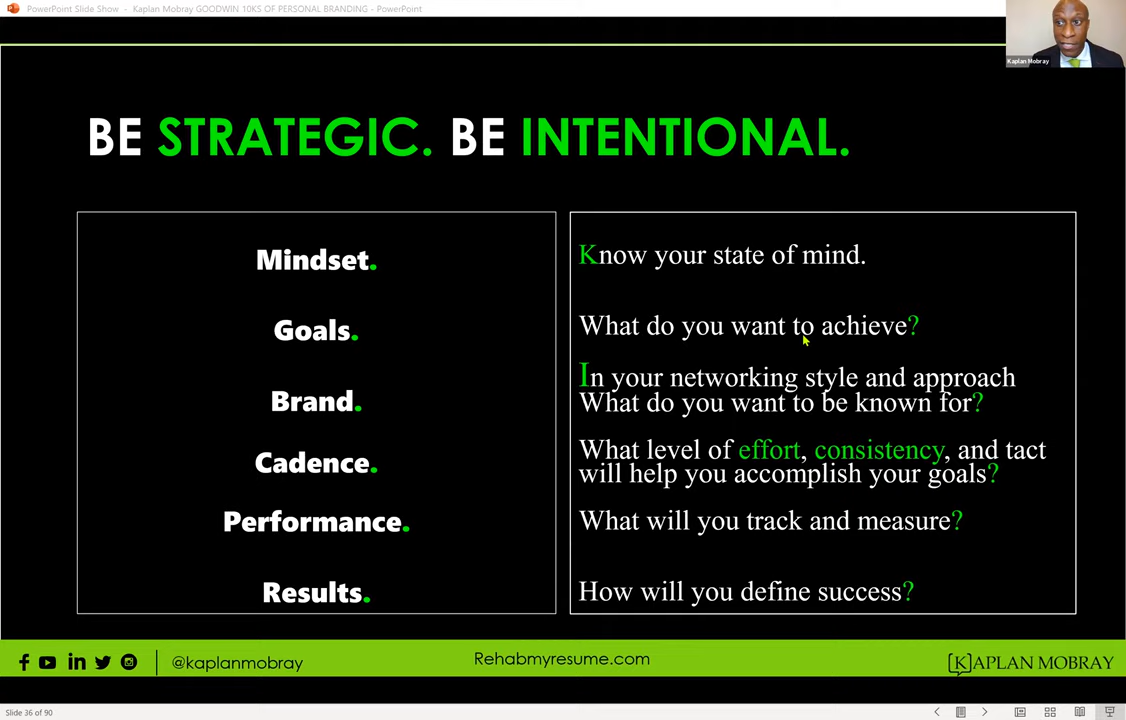 PowerPoint Slide Show - Kaplan Mobray GOODWIN 10KS OF PERSONAL BRANDING - PowerPoint
Kaplan Mobray
BE STRATEGIC. BE INTENTIONAL.
Mindset.
Know your state of mind.
Goals.
What do you want to achieve?
Brand.
In your networking style and approach
What do you want to be known for?
Cadence.
What level of effort, consistency, and tact
will help you accomplish your goals?
Performance.
What will you track and measure?
Results.
How will you define success?
@kaplanmobray
Rehabmyresume.com
[K]APLAN MOBRAY
Slide 36 of 90